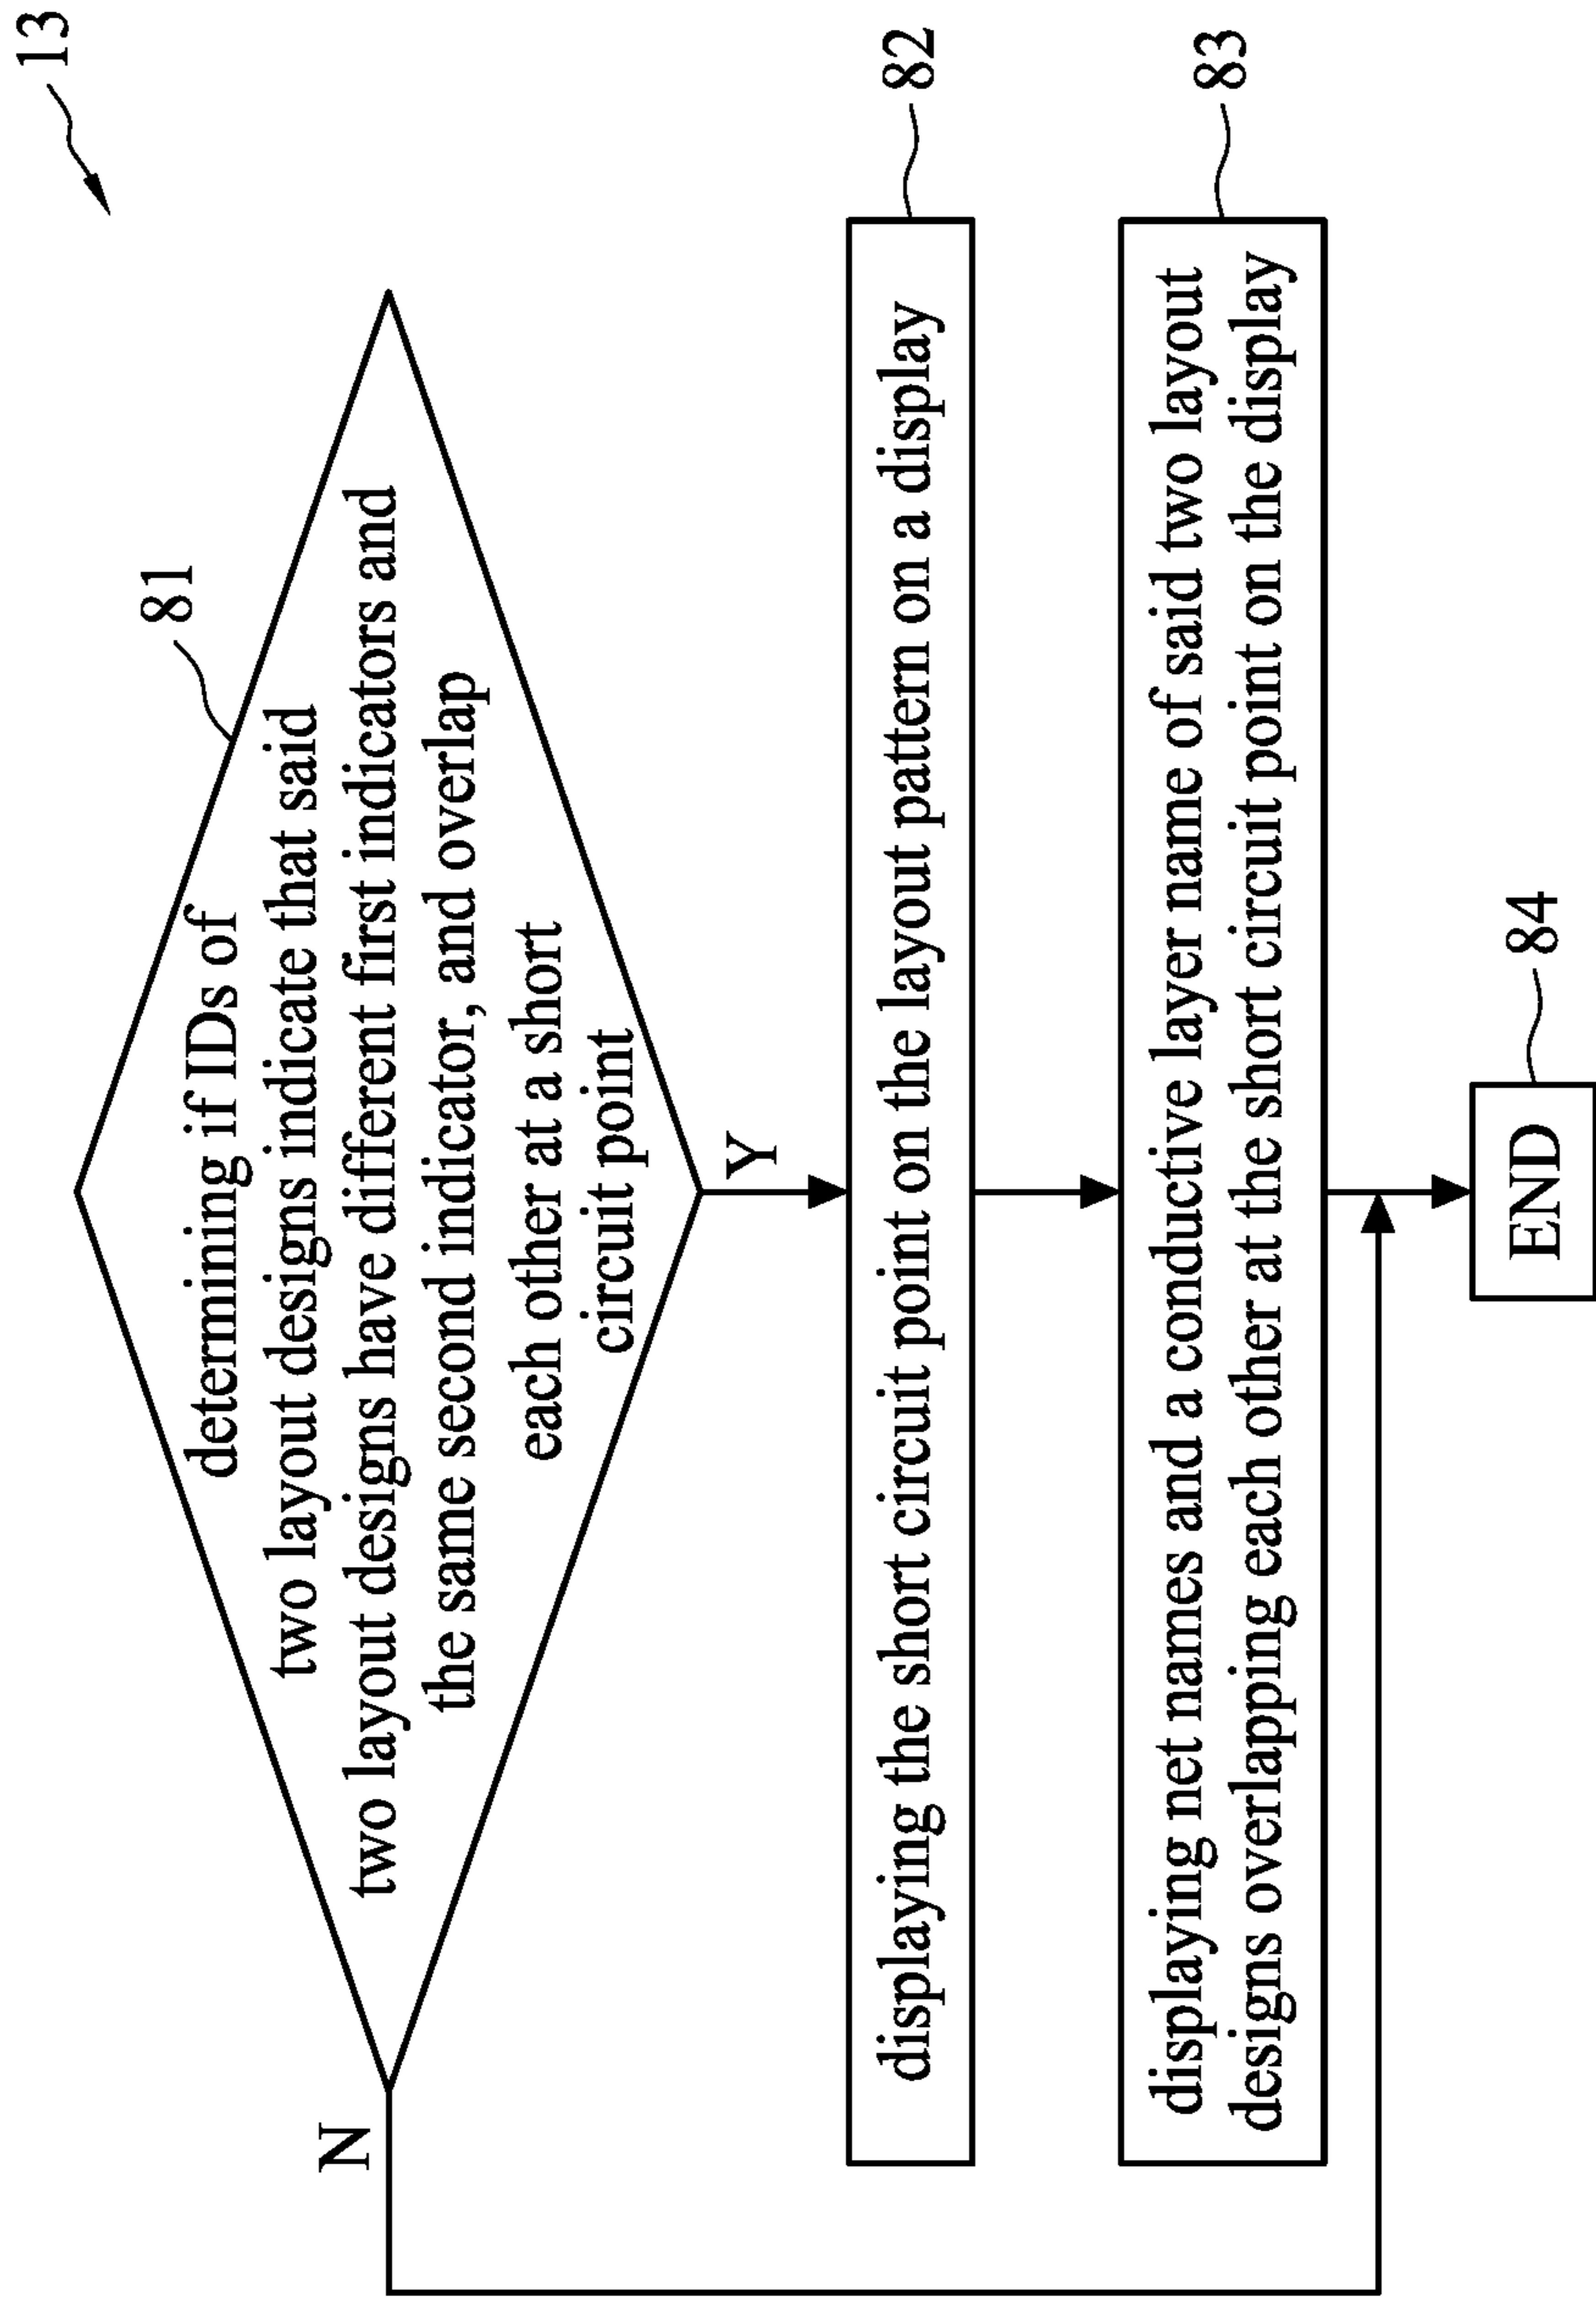 13
81
determining if IDs of
two layout designs indicate that said
two layout designs have different first indicators and
the same second indicator, and overlap
each other at a short
circuit point
N
Y
82
displaying the short circuit point on the layout pattern on a display
83
displaying net names and a conductive layer name of said two layout
designs overlapping each other at the short circuit point on the display
END
84